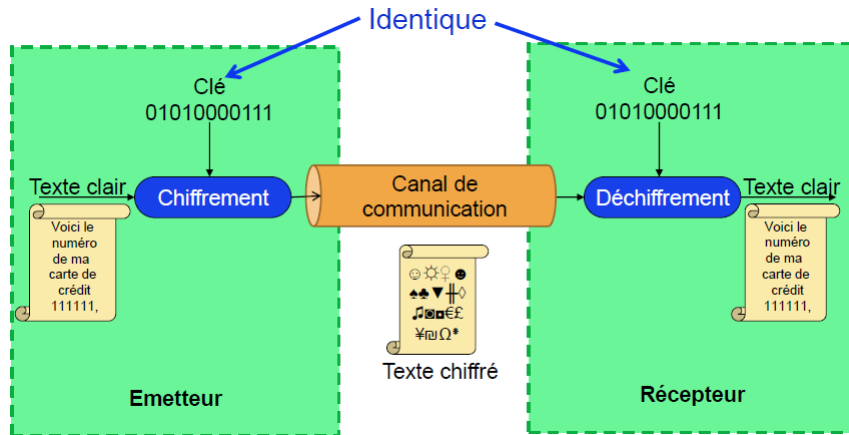 Identique
Clé
01010000111
Clé
01010000111
Texte clair
Chiffrement
Canal de
communication
Déchiffrement
Texte clair
Voici le
numéro
de ma
carte de
crédit
111111,
☺☼♀☻
♠♣▼╫◊
♫◙◘€£
¥₪Ω*
Voici le
numéro
de ma
carte de
crédit
111111,
Texte chiffré
Emetteur
Récepteur